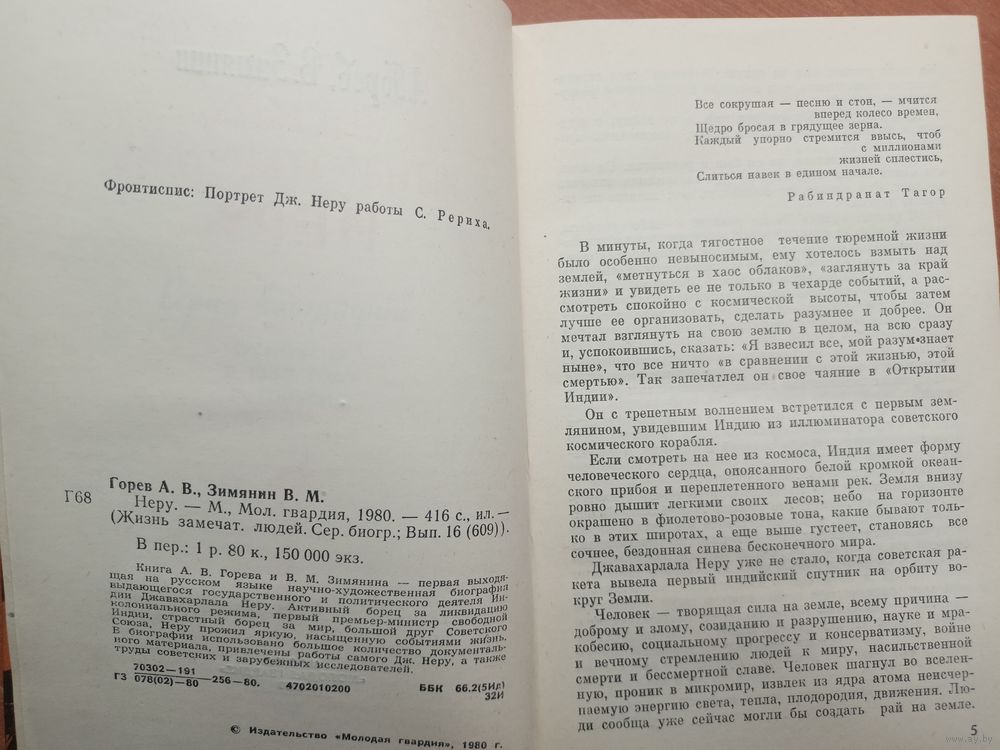 Фронтиспис: Портрет Дж. Неру работы С. Рериха.
Горев А. В., Зимянин В. М.
Г68
Неру. — М., Мол. гвардия, 1980. — 416 с., ил. —
(Жизнь замечат. людей. Сер. биогр.; Вып. 16 (609)).
В пер.: 1 р. 80 к., 150 000 экз.
Книга А. В. Горева и В. М. Зимянина — первая выходя-
щая на русском языке научно-художественная биография
выдающегося государственного и политического деятеля Ин-
дии Джавахарлала Неру. Активный борец за ликвидацию
колониального режима, первый премьер-министр свободной
Индии, страстный борец за мир, большой друг Советского
Союза, Неру прожил яркую, насыщенную событиями жизнь.
В биографии использовано большое количество документаль-
ного материала, привлечены работы самого Дж. Неру, а также
труды советских и зарубежных исследователей.
70302—191
ГЗ 078(02)—80 —256—80. 4702010200
ББК 66.2(5Ид)
32И
© Издательство «Молодая гвардия», 1980 г.
Все сокрушая — песню и стон, — мчится
вперед колесо времен,
Щедро бросая в грядущее зерна.
Каждый упорно стремится ввысь, чтоб
с миллионами
жизней сплестись,
Слиться навек в едином начале.
Рабиндранат Тагор
В минуты, когда тягостное течение тюремной жизни
было особенно невыносимым, ему хотелось взмыть над
землей, «метнуться в хаос облаков», «заглянуть за край
жизни» и увидеть ее не только в чехарде событий, а рас-
смотреть спокойно с космической высоты, чтобы затем
лучше ее организовать, сделать разумнее и добрее. Он
мечтал взглянуть на свою землю в целом, на всю сразу
и, успокоившись, сказать: «Я взвесил все, мой разум знает
ныне», что все ничто «в сравнении с этой жизнью, этой
смертью». Так запечатлел он свое чаяние в «Открытии
Индии».
Он с трепетным волнением встретился с первым зем-
лянином, увидевшим Индию из иллюминатора советского
космического корабля.
Если смотреть на нее из космоса, Индия имеет форму
человеческого сердца, опоясанного белой кромкой океан-
ского прибоя и переплетенного венами рек. Земля внизу
ровно дышит легкими своих лесов; небо на горизонте
окрашено в фиолетово-розовые тона, какие бывают толь-
ко в этих широтах, а еще выше густеет, становясь все
сочнее, бездонная синева бесконечного мира.
Джавахарлала Неру уже не стало, когда советская ра-
кета вывела первый индийский спутник на орбиту во-
круг Земли.
Человек — творящая сила на земле, всему причина —
доброму и злому, созиданию и разрушению, науке и мра-
кобесию, социальному прогрессу и консерватизму, войне
и вечному стремлению людей к миру, насильственной
смерти и бессмертной славе. Человек шагнул во вселен-
ную, проник в микромир, извлек из ядра атома неисчер-
паемую энергию света, тепла, плодородия, движения. Лю-
ди сообща уже сейчас могли бы создать рай на земле.
5
www.ay.by